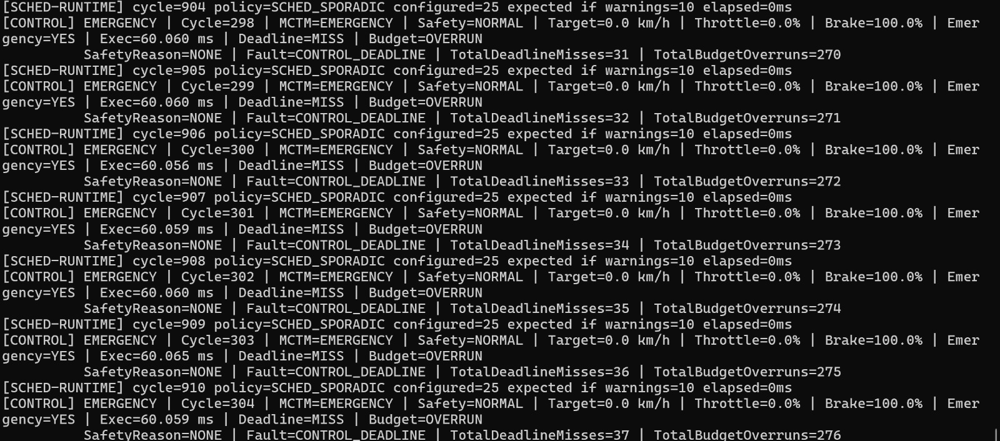 [SCHED-RUNTIME] cycle=904 policy=SCHED_SPORADIC configured=25 expected if warnings=10 elapsed=0ms
[CONTROL] EMERGENCY | Cycle=298 | MCTM=EMERGENCY | Safety=NORMAL | Target=0.0 km/h | Throttle=0.0% | Brake=100.0% | Emer
gency=YES | Exec=60.060 ms | Deadline=MISS | Budget=OVERRUN
SafetyReason=NONE | Fault=CONTROL_DEADLINE | TotalDeadlineMisses=31 | TotalBudgetOverruns=270
[SCHED-RUNTIME] cycle=905 policy=SCHED_SPORADIC configured=25 expected if warnings=10 elapsed=0ms
[CONTROL] EMERGENCY | Cycle=299 | MCTM=EMERGENCY | Safety=NORMAL | Target=0.0 km/h | Throttle=0.0% | Brake=100.0% | Emer
gency=YES | Exec=60.060 ms | Deadline=MISS | Budget=OVERRUN
SafetyReason=NONE | Fault=CONTROL_DEADLINE | TotalDeadlineMisses=32 | TotalBudgetOverruns=271
[SCHED-RUNTIME] cycle=906 policy=SCHED_SPORADIC configured=25 expected if warnings=10 elapsed=0ms
[CONTROL] EMERGENCY | Cycle=300 | MCTM=EMERGENCY | Safety=NORMAL | Target=0.0 km/h | Throttle=0.0% | Brake=100.0% | Emer
gency=YES | Exec=60.056 ms | Deadline=MISS | Budget=OVERRUN
SafetyReason=NONE | Fault=CONTROL_DEADLINE | TotalDeadlineMisses=33 | TotalBudgetOverruns=272
[SCHED-RUNTIME] cycle=907 policy=SCHED_SPORADIC configured=25 expected if warnings=10 elapsed=0ms
[CONTROL] EMERGENCY | Cycle=301 | MCTM=EMERGENCY | Safety=NORMAL | Target=0.0 km/h | Throttle=0.0% | Brake=100.0% | Emer
gency=YES | Exec=60.059 ms | Deadline=MISS | Budget=OVERRUN
SafetyReason=NONE | Fault=CONTROL_DEADLINE | TotalDeadlineMisses=34 | TotalBudgetOverruns=273
[SCHED-RUNTIME] cycle=908 policy=SCHED_SPORADIC configured=25 expected if warnings=10 elapsed=0ms
[CONTROL] EMERGENCY | Cycle=302 | MCTM=EMERGENCY | Safety=NORMAL | Target=0.0 km/h | Throttle=0.0% | Brake=100.0% | Emer
gency=YES | Exec=60.060 ms | Deadline=MISS | Budget=OVERRUN
SafetyReason=NONE | Fault=CONTROL_DEADLINE | TotalDeadlineMisses=35 | TotalBudgetOverruns=274
[SCHED-RUNTIME] cycle=909 policy=SCHED_SPORADIC configured=25 expected if warnings=10 elapsed=0ms
[CONTROL] EMERGENCY | Cycle=303 | MCTM=EMERGENCY | Safety=NORMAL | Target=0.0 km/h | Throttle=0.0% | Brake=100.0% | Emer
gency=YES | Exec=60.065 ms | Deadline=MISS | Budget=OVERRUN
SafetyReason=NONE | Fault=CONTROL_DEADLINE | TotalDeadlineMisses=36 | TotalBudgetOverruns=275
[SCHED-RUNTIME] cycle=910 policy=SCHED_SPORADIC configured=25 expected if warnings=10 elapsed=0ms
[CONTROL] EMERGENCY | Cycle=304 | MCTM=EMERGENCY | Safety=NORMAL | Target=0.0 km/h | Throttle=0.0% | Brake=100.0% | Emer
gency=YES | Exec=60.059 ms | Deadline=MISS | Budget=OVERRUN
SafetyReason=NONE | Fault=CONTROL_DEADLINE | TotalDeadlineMisses=37 | TotalBudgetOverruns=276